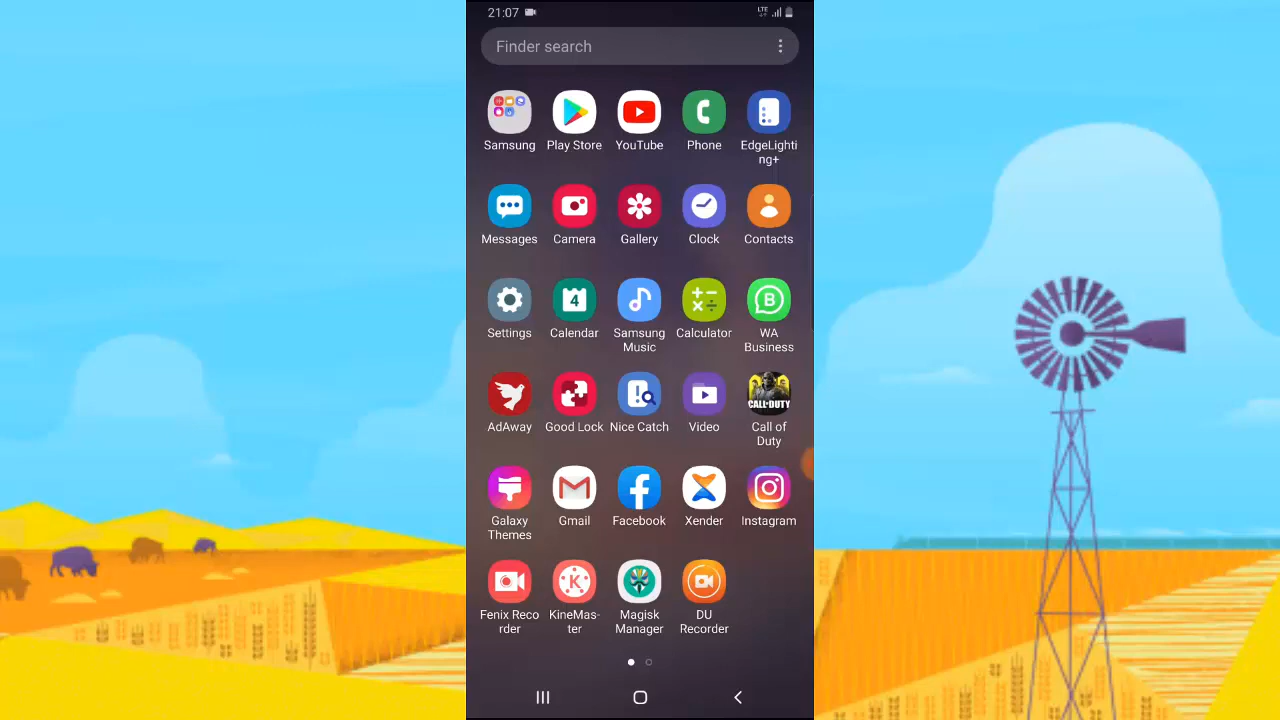 21:07
LTE
Finder search
Samsung
Play Store
YouTube
Phone
EdgeLighti
ng+
Messages
Camera
Gallery
Clock
Contacts
4
B
Settings
Calendar
Samsung
Music
Calculator
WA
Business
CALL OF DUTY
AdAway
Good Lock
Nice Catch
Video
Call of
Duty
Galaxy
Themes
Gmail
Facebook
Xender
Instagram
K
Fenix Reco
rder
KineMas-
ter
Magisk
Manager
DU
Recorder